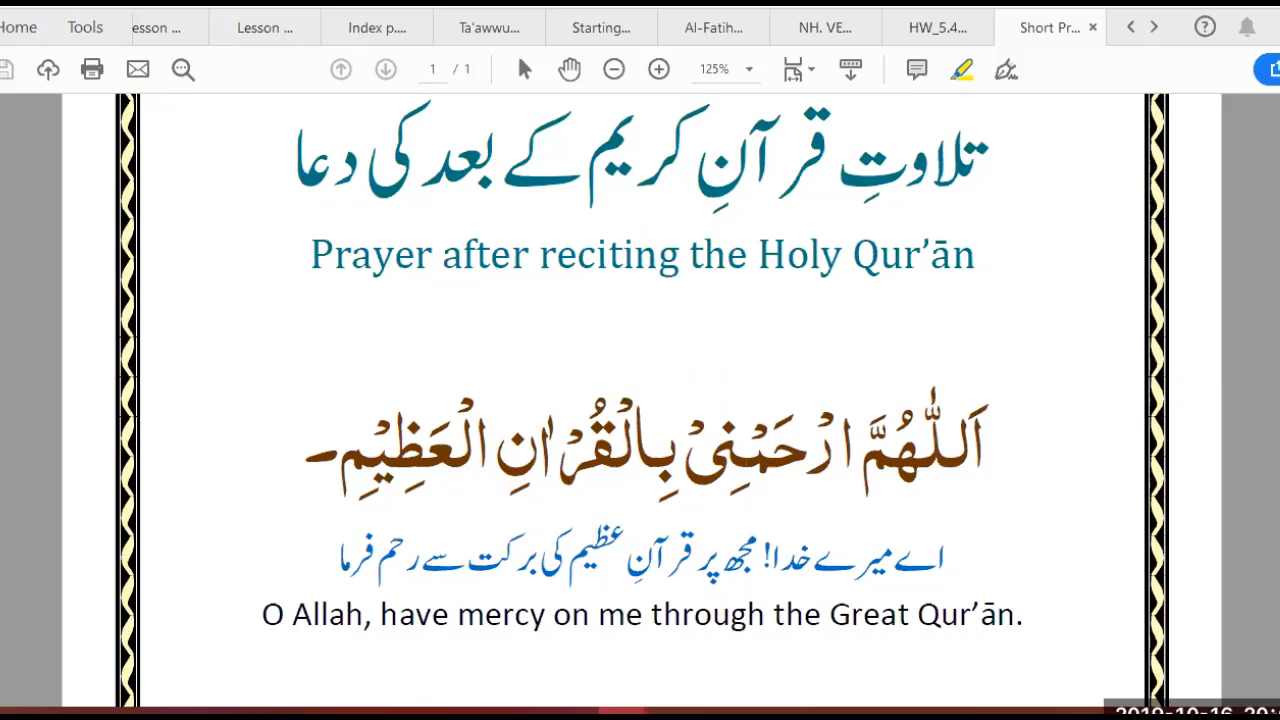 Home Tools esson ... Lesson ... Index p.... Ta'awwu... Starting... Al-Fatih... NH. VE... HW_5.4... Short Pr... ×
1 / 1 125%
تلاوتِ قرآنِ کریم کے بعد کی دعا
Prayer after reciting the Holy Qur’ān
اَللّٰهُمَّ ارْحَمْنِیْ بِالْقُرْاٰنِ الْعَظِیْمِ۔
اے میرے خدا! مجھ پر قرآنِ عظیم کی برکت سے رحم فرما
O Allah, have mercy on me through the Great Qur’ān.